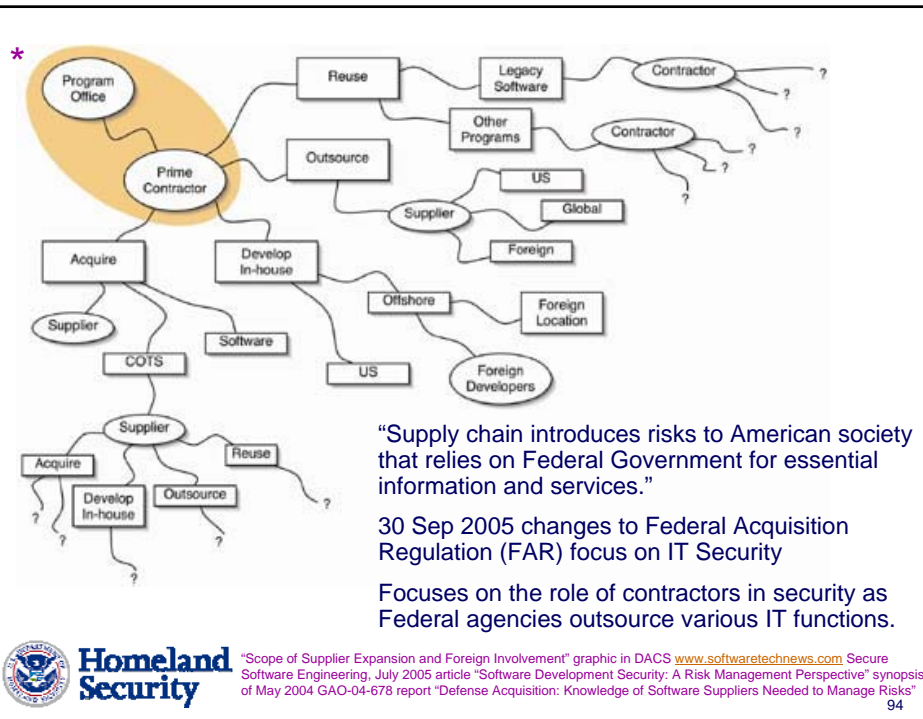 *
Program
Office
Prime
Contractor
Reuse
Legacy
Software
Contractor
?
?
?
Other
Programs
Contractor
?
?
?
Outsource
Supplier
US
Global
Foreign
Acquire
Supplier
COTS
Software
Develop
In-house
Offshore
Foreign
Location
US
Foreign
Developers
Supplier
Acquire
?
?
Develop
In-house
?
Outsource
?
Reuse
?
“Supply chain introduces risks to American society
that relies on Federal Government for essential
information and services.”
30 Sep 2005 changes to Federal Acquisition
Regulation (FAR) focus on IT Security
Focuses on the role of contractors in security as
Federal agencies outsource various IT functions.
Homeland
Security
“Scope of Supplier Expansion and Foreign Involvement” graphic in DACS www.softwaretechnews.com Secure
Software Engineering, July 2005 article “Software Development Security: A Risk Management Perspective” synopsis
of May 2004 GAO-04-678 report “Defense Acquisition: Knowledge of Software Suppliers Needed to Manage Risks”
94